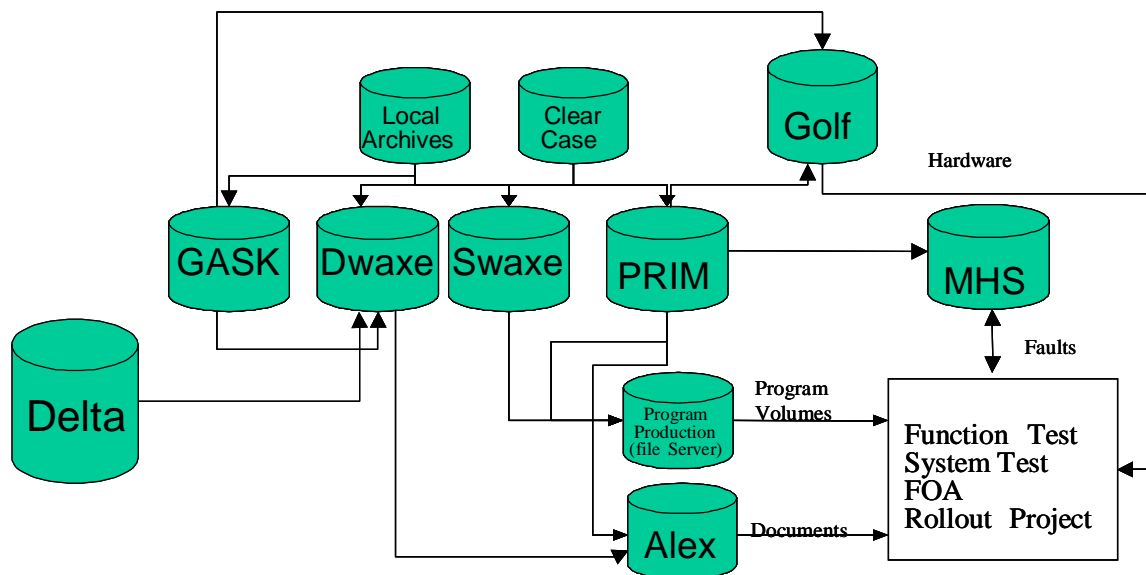 Local
Archives
Clear
Case
Golf
Hardware
GASK
Dwaxe
Swaxe
PRIM
MHS
Faults
Delta
Program
Production
(file Server)
Program
Volumes
Function Test
System Test
FOA
Rollout Project
Alex
Documents